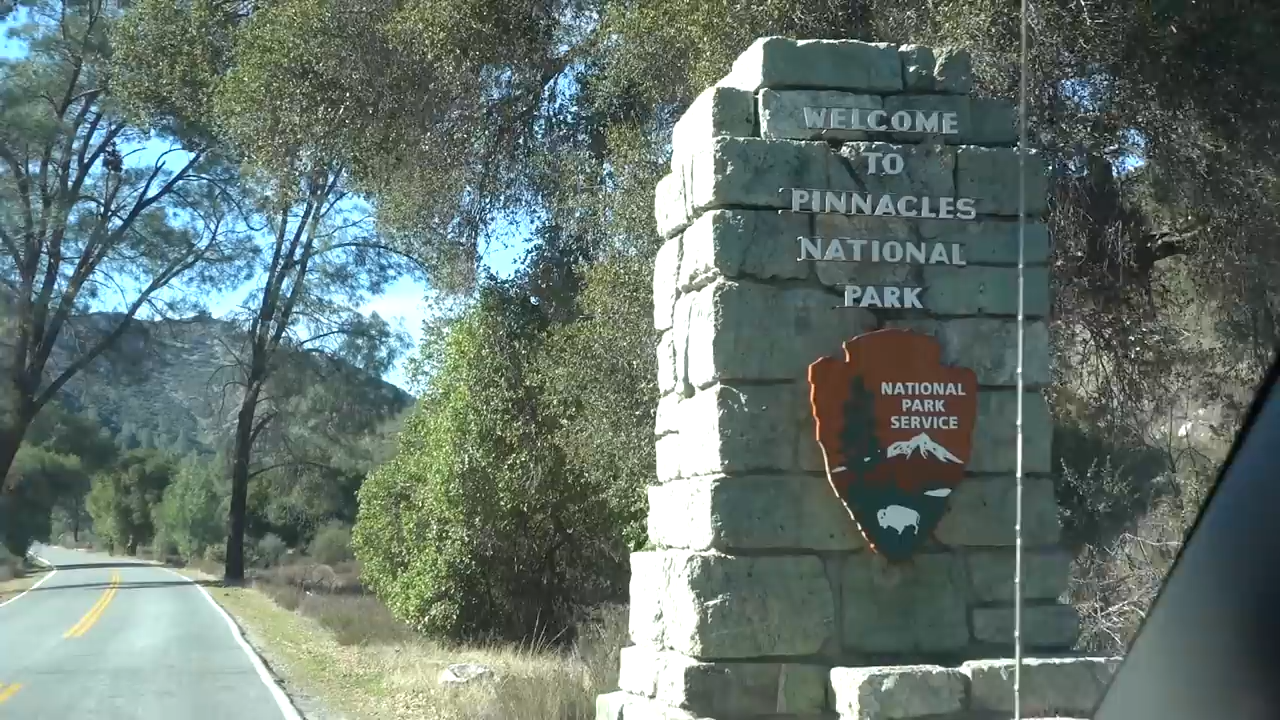 WELCOME
TO
PINNACLES
NATIONAL
PARK
NATIONAL
PARK
SERVICE